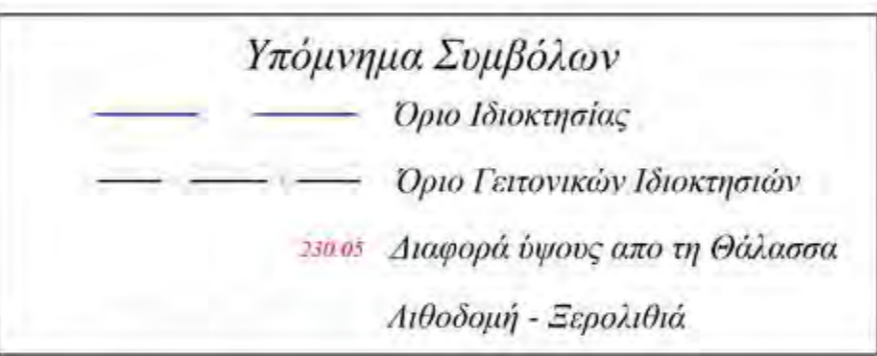 Υπόμνημα Συμβόλων
Όριο Ιδιοκτησίας
Όριο Γειτονικών Ιδιοκτησιών
230.05 Διαφορά ύψους απο τη Θάλασσα
Λιθοδομή - Ξερολιθιά